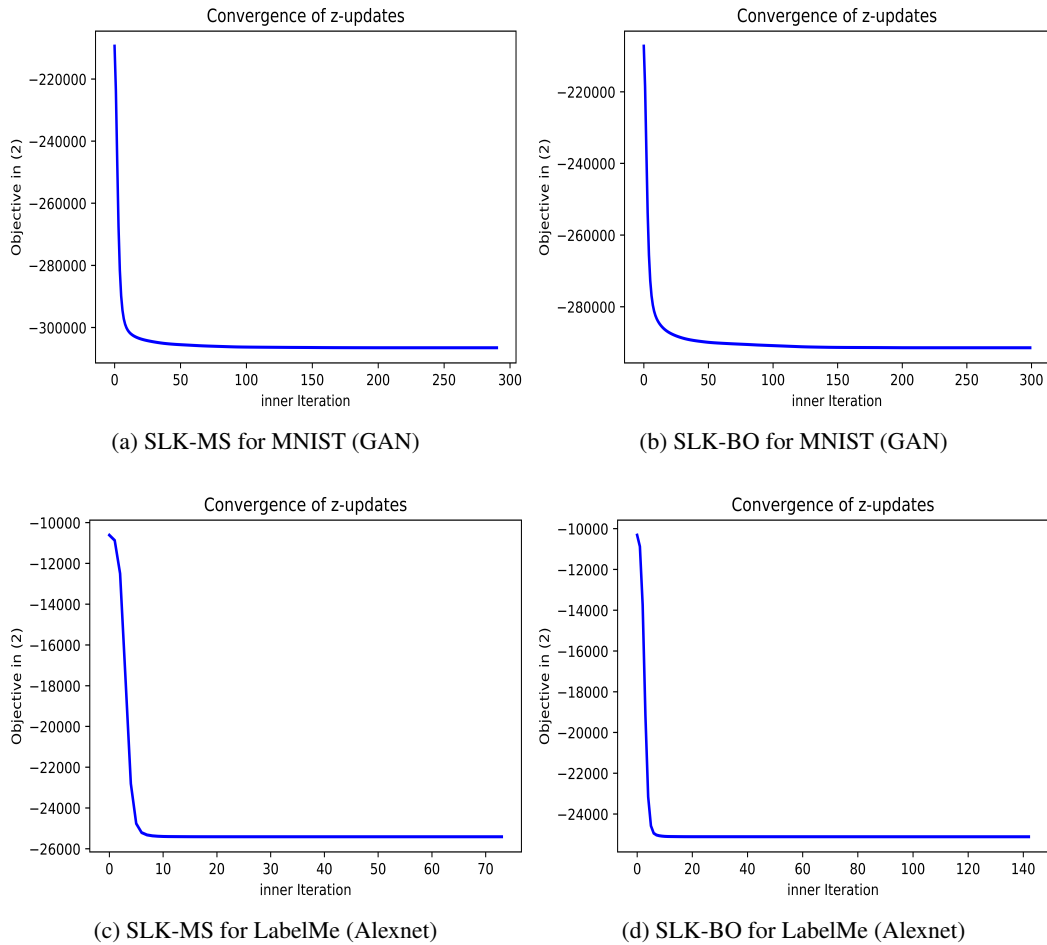 Convergence of z-updates
Objective in (2)
−220000
−240000
−260000
−280000
−300000
0 50 100 150 200 250 300
inner Iteration
(a) SLK-MS for MNIST (GAN)
Convergence of z-updates
Objective in (2)
−220000
−240000
−260000
−280000
0 50 100 150 200 250 300
inner Iteration
(b) SLK-BO for MNIST (GAN)
Convergence of z-updates
Objective in (2)
−10000
−12000
−14000
−16000
−18000
−20000
−22000
−24000
−26000
0 10 20 30 40 50 60 70
inner Iteration
(c) SLK-MS for LabelMe (Alexnet)
Convergence of z-updates
Objective in (2)
−10000
−12000
−14000
−16000
−18000
−20000
−22000
−24000
0 20 40 60 80 100 120 140
inner Iteration
(d) SLK-BO for LabelMe (Alexnet)